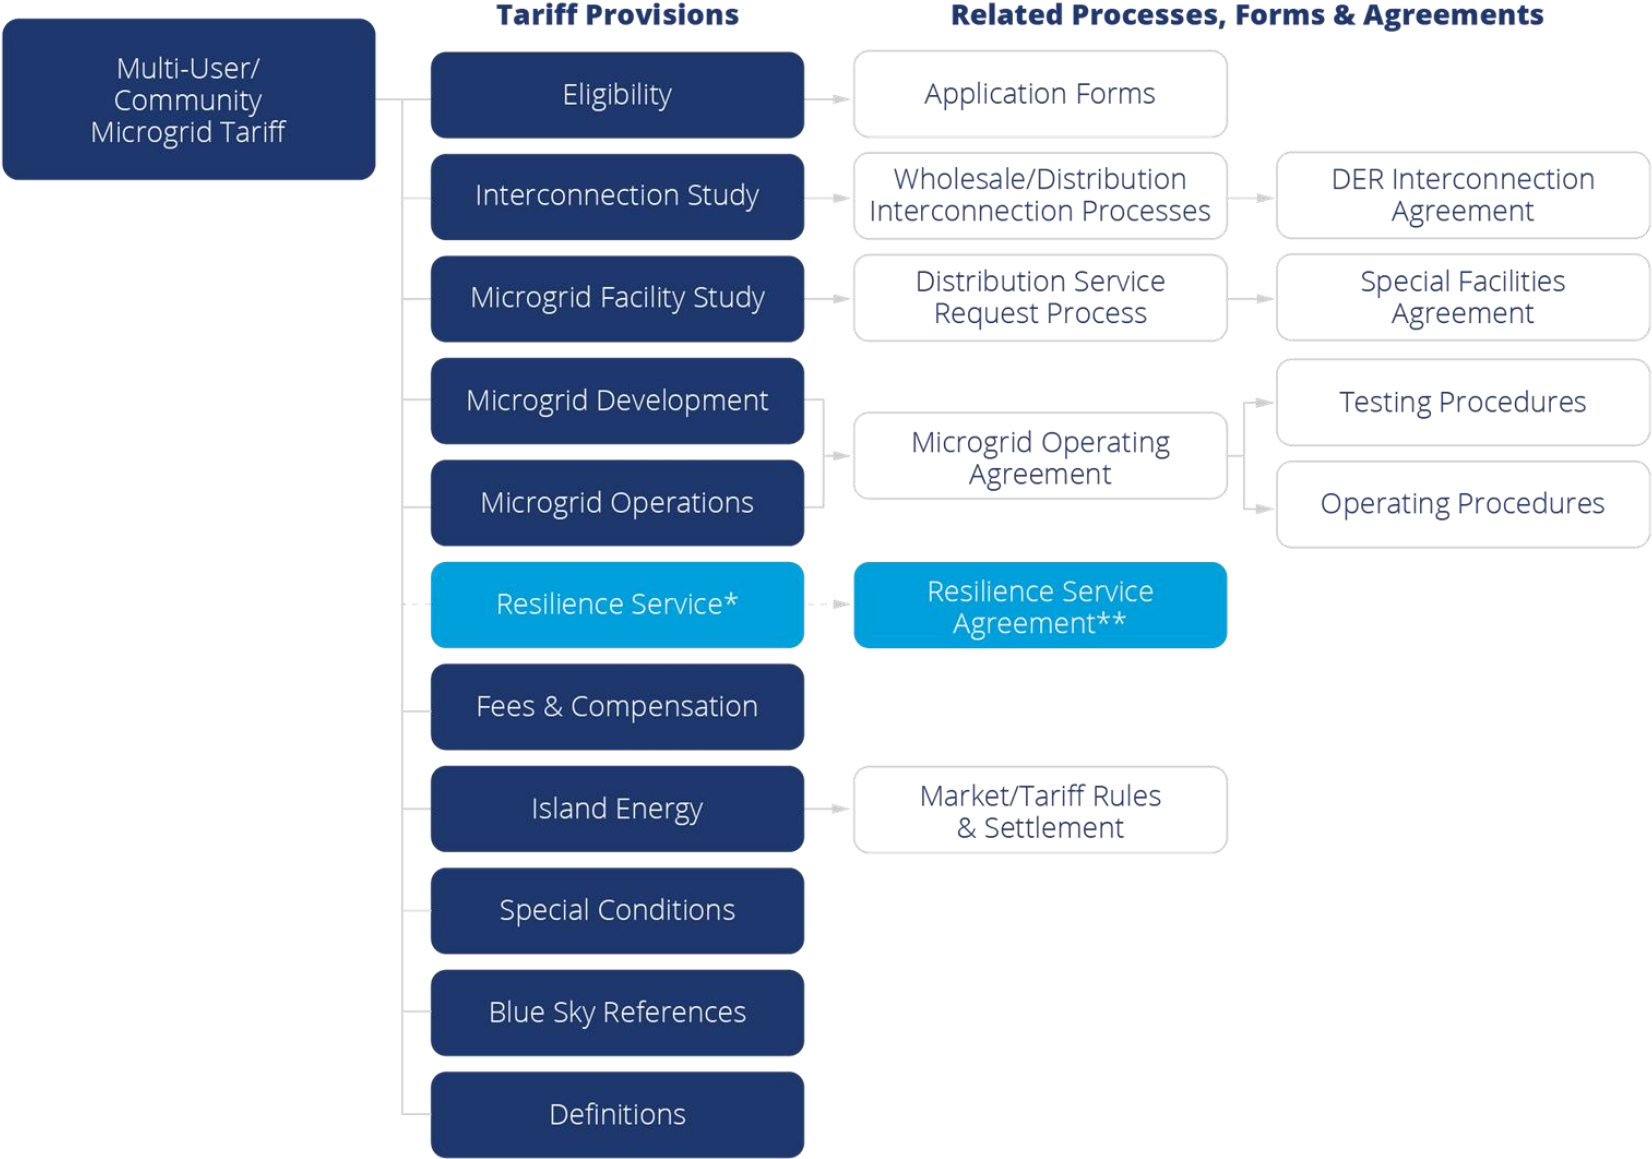 Tariff Provisions
Related Processes, Forms & Agreements
Multi-User/
Community
Microgrid Tariff
Eligibility
Application Forms
Interconnection Study
Wholesale/Distribution
Interconnection Processes
DER Interconnection
Agreement
Microgrid Facility Study
Distribution Service
Request Process
Special Facilities
Agreement
Microgrid Development
Microgrid Operations
Microgrid Operating
Agreement
Testing Procedures
Operating Procedures
Resilience Service*
Resilience Service
Agreement**
Fees & Compensation
Island Energy
Market/Tariff Rules
& Settlement
Special Conditions
Blue Sky References
Definitions